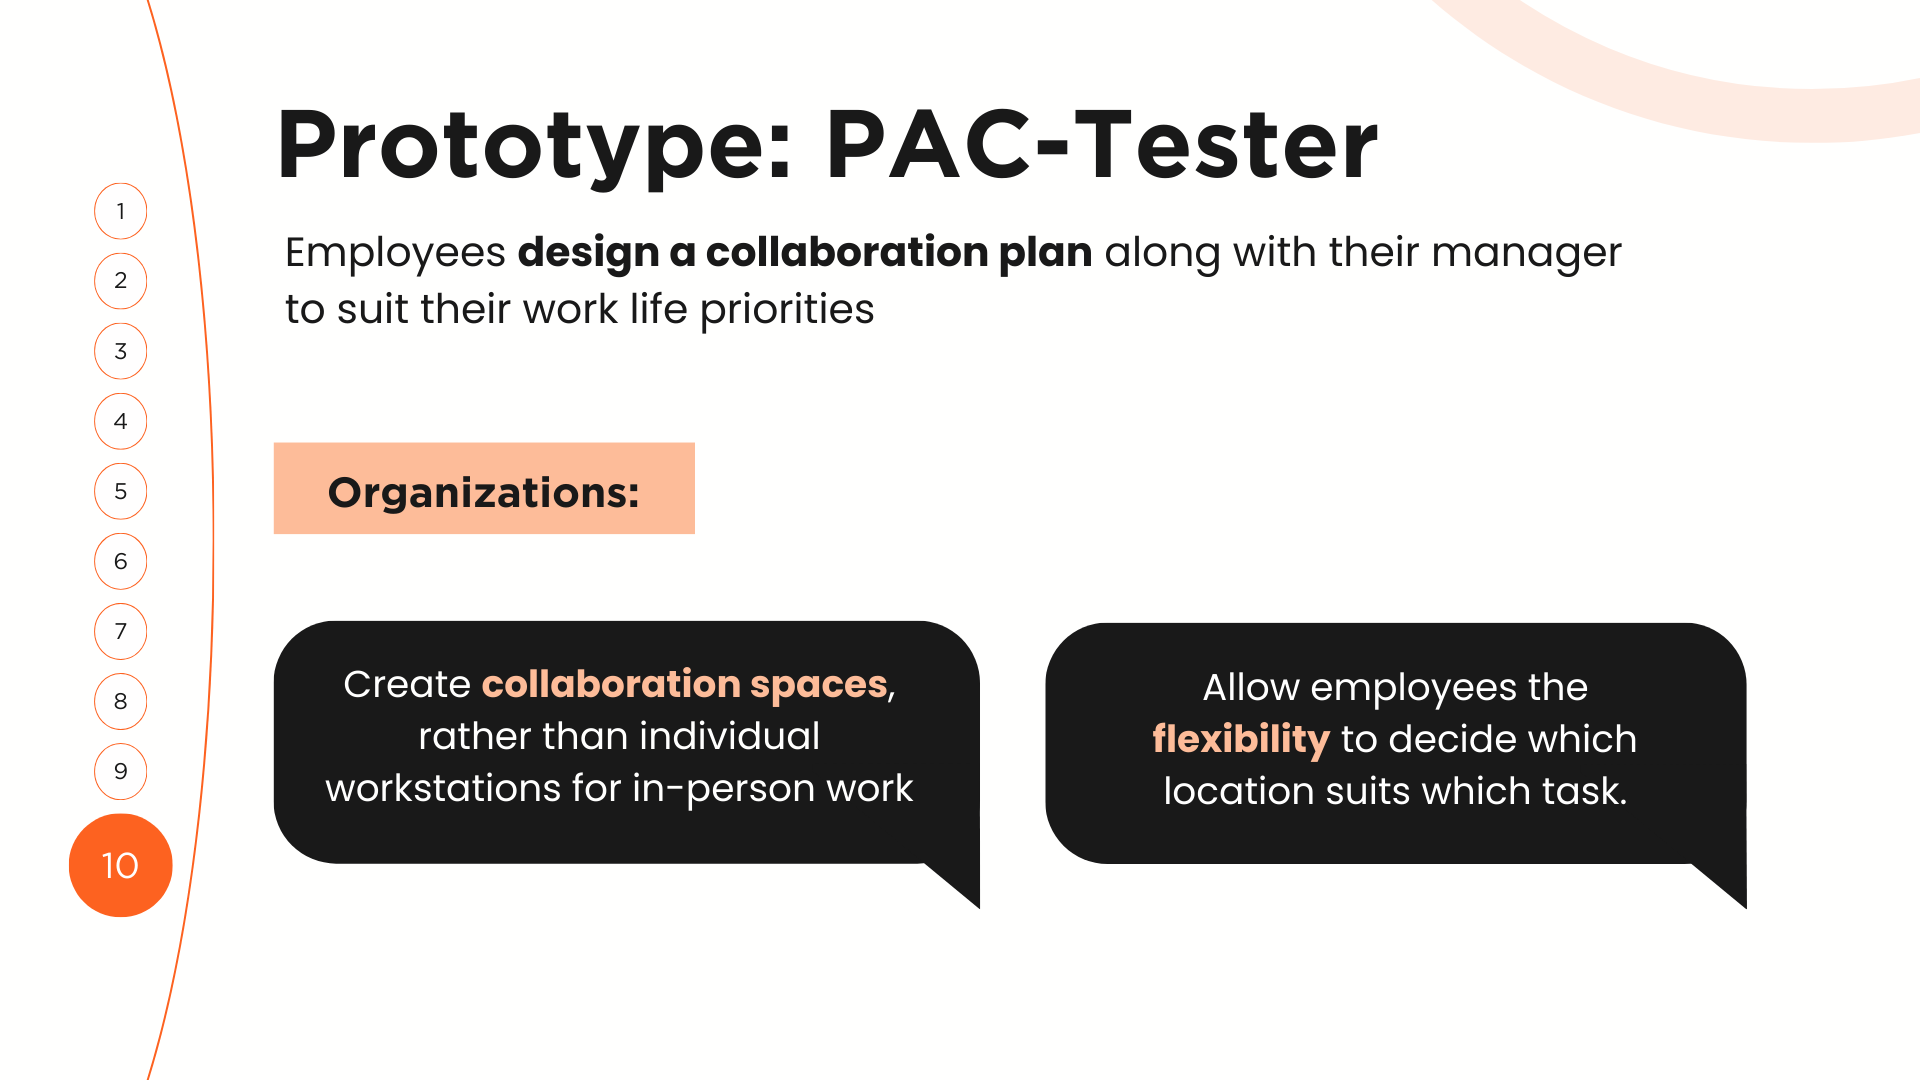 Prototype: PAC-Tester
Employees design a collaboration plan along with their manager
to suit their work life priorities
1
2
3
4
5
6
7
8
9
10
Organizations:
Create collaboration spaces,
rather than individual
workstations for in-person work
Allow employees the
flexibility to decide which
location suits which task.